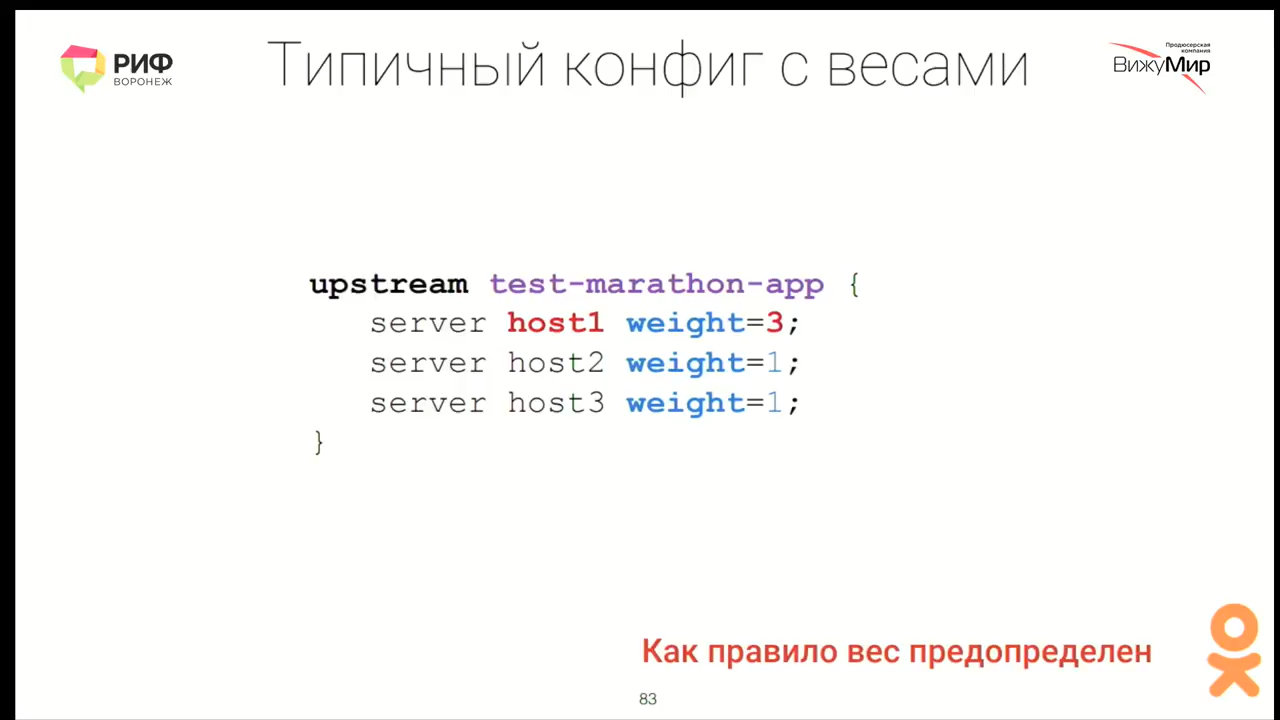 РИФ
ВОРОНЕЖ
Типичный конфиг с весами
Продюсерская
компания
ВижуМир
upstream test-marathon-app {
server host1 weight=3;
server host2 weight=1;
server host3 weight=1;
}
Как правило вес предопределен
83